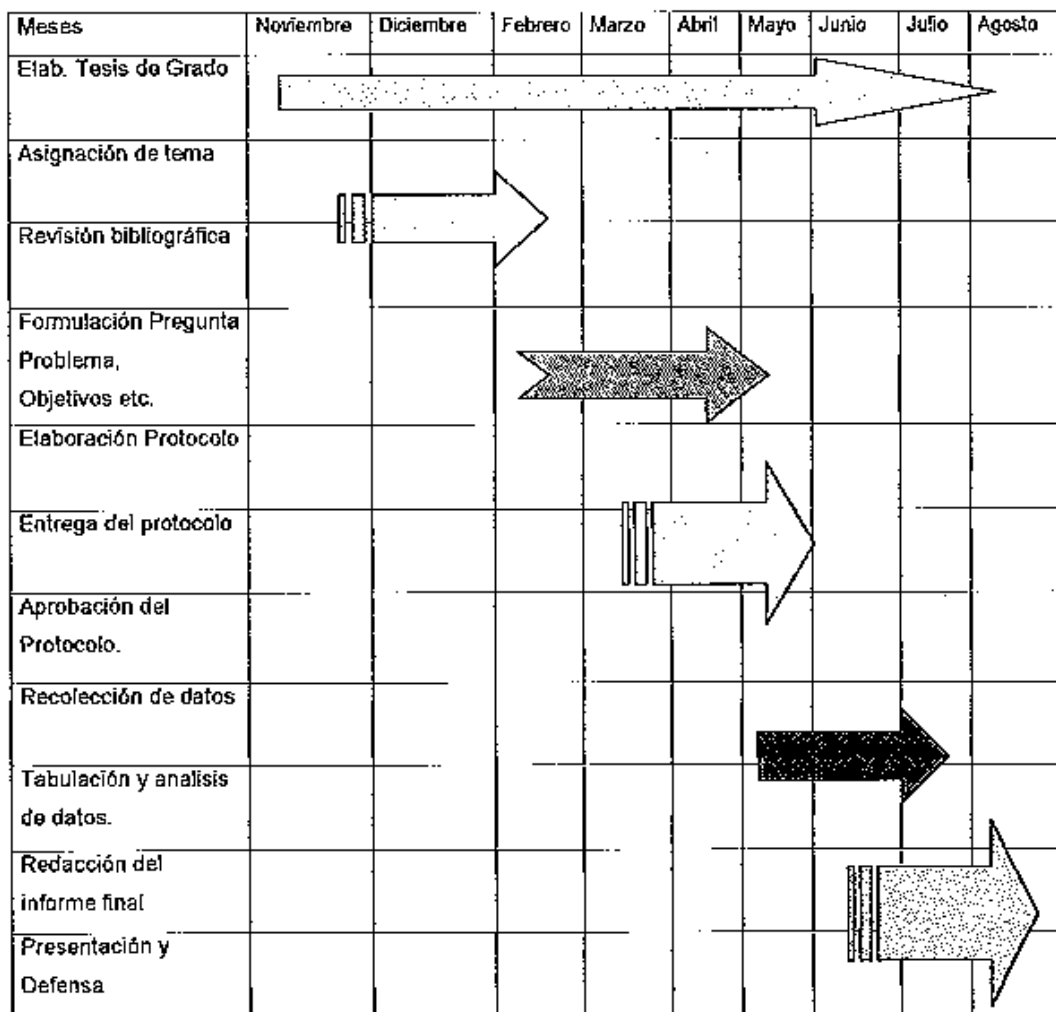 Meses Noviembre Diciembre Febrero Marzo Abril Mayo Junio Julio Agosto
Elab. Tesis de Grado
Asignación de tema
Revisión bibliográfica
Formulación Pregunta
Problema,
Objetivos etc.
Elaboración Protocolo
Entrega del protocolo
Aprobación del
Protocolo.
Recolección de datos
Tabulación y analisis
de datos.
Redacción del
informe final
Presentación y
Defensa